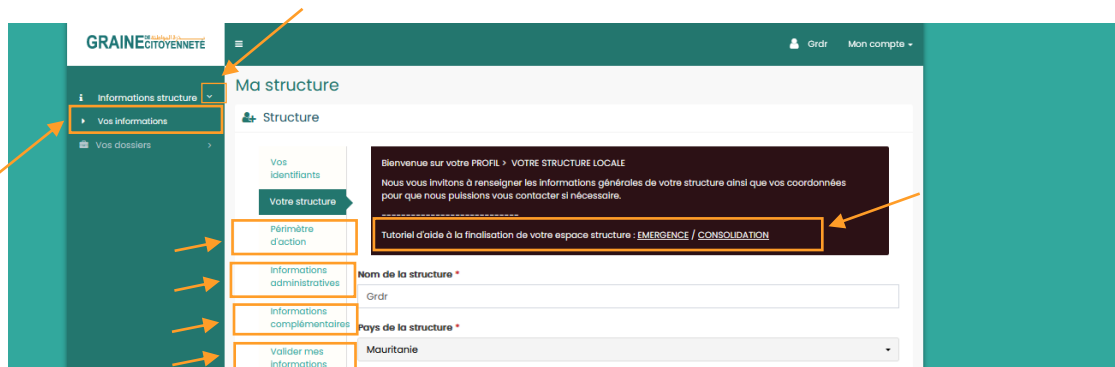 GRAINE DE CITOYENNETÉ
Grdr Mon compte
Informations structure
Vos informations
Vos dossiers
Ma structure
Structure
Vos
identifiants
Votre structure
Périmètre
d'action
Informations
administratives
Informations
complémentaires
Valider mes
informations
Bienvenue sur votre PROFIL > VOTRE STRUCTURE LOCALE
Nous vous invitons à renseigner les informations générales de votre structure ainsi que vos coordonnées
pour que nous puissions vous contacter si nécessaire.
----------------------------
Tutoriel d'aide à la finalisation de votre espace structure : EMERGENCE / CONSOLIDATION
Nom de la structure *
Grdr
Pays de la structure *
Mauritanie